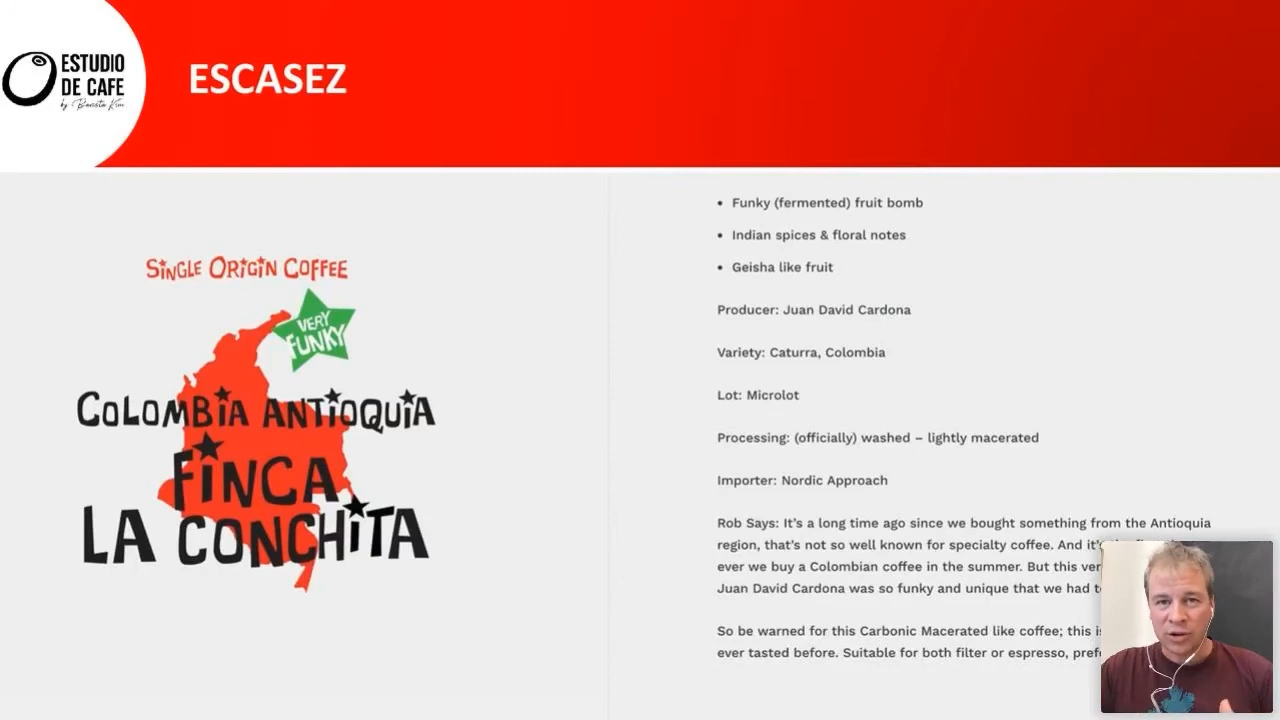 ESTUDIO
DE CAFE
by Barista Kim
ESCASEZ
SINGLE ORIGIN COFFEE
VERY
FUNKY
COLOMBIA ANTIOQUIA
FINCA
LA CONCHITA
• Funky (fermented) fruit bomb
• Indian spices & floral notes
• Geisha like fruit
Producer: Juan David Cardona
Variety: Caturra, Colombia
Lot: Microlot
Processing: (officially) washed – lightly macerated
Importer: Nordic Approach
Rob Says: It's a long time ago since we bought something from the Antioquia
region, that's not so well known for specialty coffee. And
ever we buy a Colombian coffee in the summer. But this
Juan David Cardona was so funky and unique that we had
So be warned for this Carbonic Macerated like coffee; this
ever tasted before. Suitable for both filter or espresso,